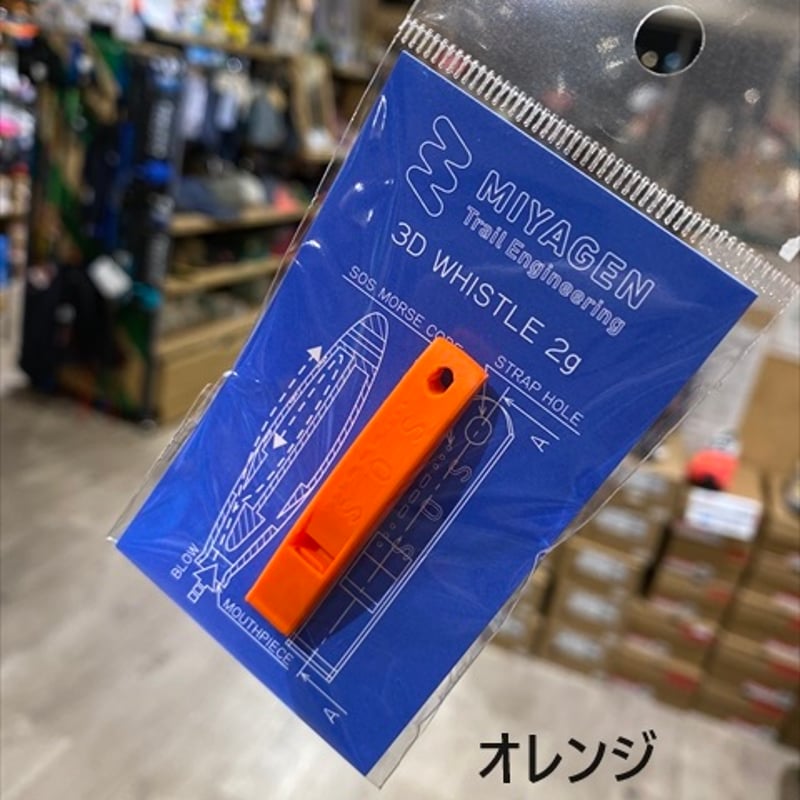 MIYAGEN
Trail Engineering
3D WHISTLE 2g
SOS MORSE CODE
STRAP HOLE
A
SOS
BLOW
MOUTHPIECE
A
オレンジ